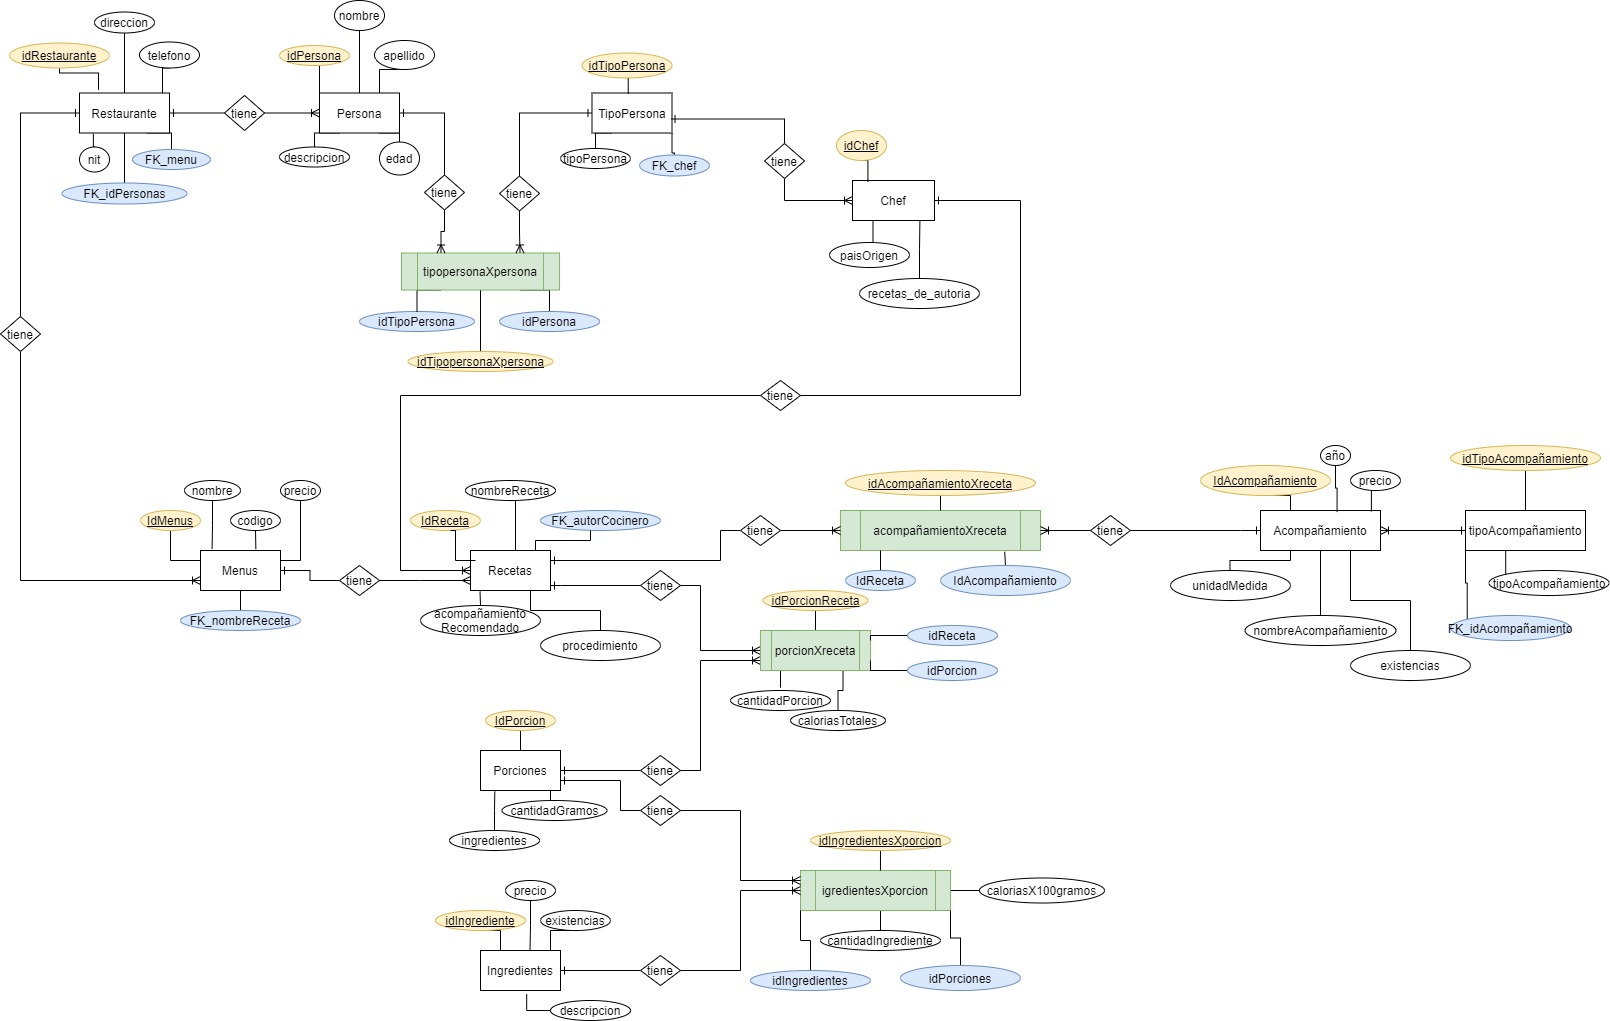 nombre
direccion
idRestaurante
telefono
idPersona
apellido
idTipoPersona
Restaurante
tiene
Persona
TipoPersona
nit
FK_menu
descripcion
edad
tipoPersona
FK_chef
idChef
tiene
FK_idPersonas
tiene
tiene
Chef
paisOrigen
recetas_de_autoria
tipopersonaXpersona
idTipoPersona
idPersona
idTipopersonaXpersona
tiene
tiene
nombre
precio
IdMenus
codigo
Menus
FK_nombreReceta
tiene
nombreReceta
IdReceta
FK_autorCocinero
Recetas
acompañamiento
Recomendado
procedimiento
tiene
tiene
idAcompañamientoXreceta
acompañamientoXreceta
IdReceta
IdAcompañamiento
tiene
año
IdAcompañamiento
precio
Acompañamiento
unidadMedida
nombreAcompañamiento
existencias
idTipoAcompañamiento
tipoAcompañamiento
tipoAcompañamiento
FK_idAcompañamiento
idPorcionReceta
porcionXreceta
idReceta
idPorcion
cantidadPorcion
caloriasTotales
IdPorcion
Porciones
cantidadGramos
ingredientes
tiene
tiene
idIngredientesXporcion
igredientesXporcion
caloriasX100gramos
cantidadIngrediente
idIngredientes
idPorciones
precio
idIngrediente
existencias
Ingredientes
tiene
descripcion